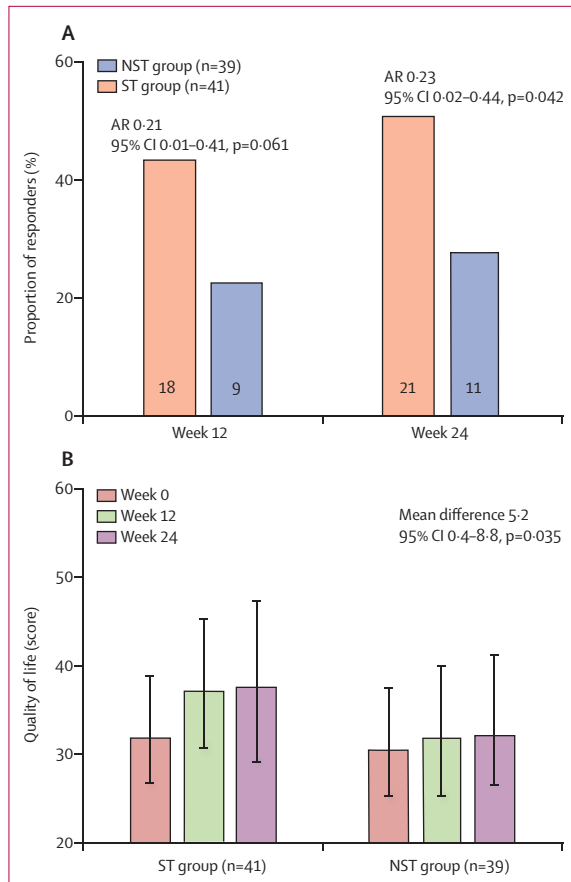 A
60
NST group (n=39)
ST group (n=41)
AR 0·21
95% CI 0·01–0·41, p=0·061
AR 0·23
95% CI 0·02–0·44, p=0·042
40
20
0
Proportion of responders (%)
18
9
21
11
Week 12
Week 24
B
60
Week 0
Week 12
Week 24
Mean difference 5·2
95% CI 0·4–8·8, p=0·035
50
40
30
20
Quality of life (score)
ST group (n=41)
NST group (n=39)